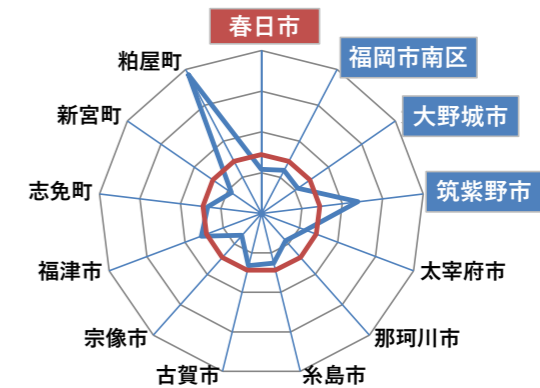 春日市
福岡市南区
大野城市
筑紫野市
太宰府市
那珂川市
糸島市
古賀市
宗像市
福津市
志免町
新宮町
粕屋町